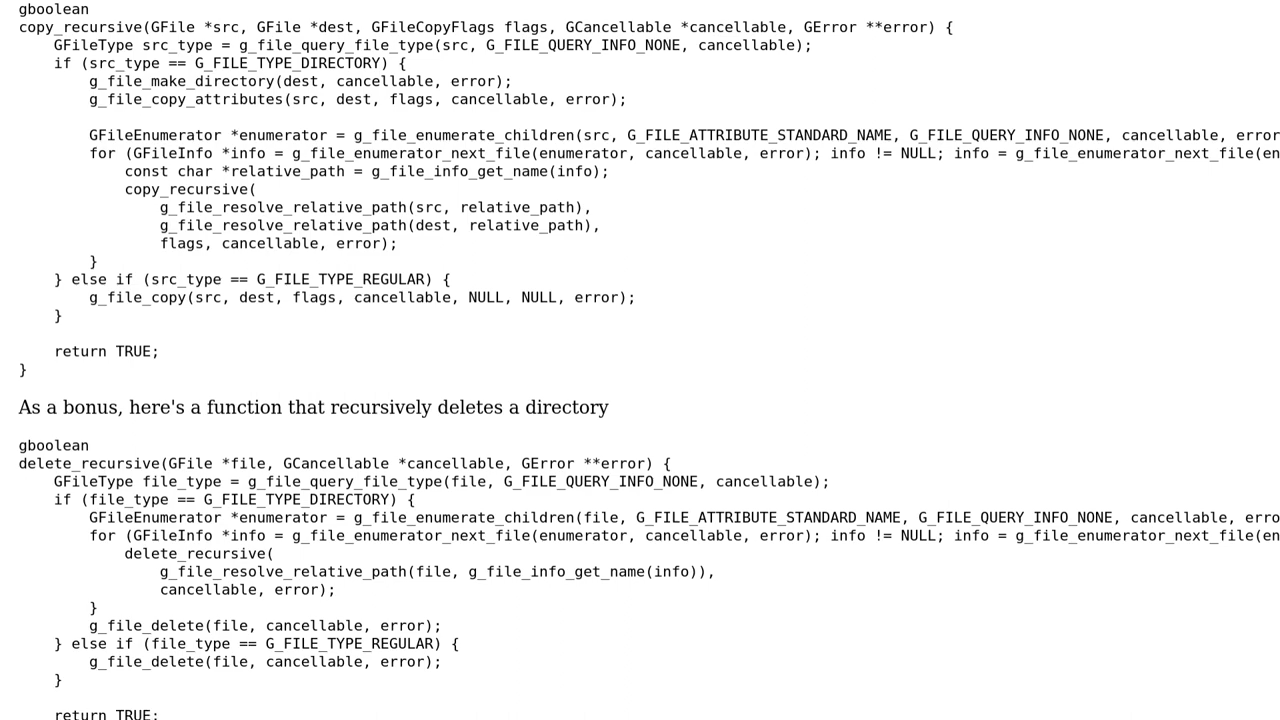 gboolean
copy_recursive(GFile *src, GFile *dest, GFileCopyFlags flags, GCancellable *cancellable, GError **error) {
    GFileType src_type = g_file_query_file_type(src, G_FILE_QUERY_INFO_NONE, cancellable);
    if (src_type == G_FILE_TYPE_DIRECTORY) {
        g_file_make_directory(dest, cancellable, error);
        g_file_copy_attributes(src, dest, flags, cancellable, error);

        GFileEnumerator *enumerator = g_file_enumerate_children(src, G_FILE_ATTRIBUTE_STANDARD_NAME, G_FILE_QUERY_INFO_NONE, cancellable, error
        for (GFileInfo *info = g_file_enumerator_next_file(enumerator, cancellable, error); info != NULL; info = g_file_enumerator_next_file(en
            const char *relative_path = g_file_info_get_name(info);
            copy_recursive(
                g_file_resolve_relative_path(src, relative_path),
                g_file_resolve_relative_path(dest, relative_path),
                flags, cancellable, error);
        }
    } else if (src_type == G_FILE_TYPE_REGULAR) {
        g_file_copy(src, dest, flags, cancellable, NULL, NULL, error);
    }

    return TRUE;
}
As a bonus, here's a function that recursively deletes a directory
gboolean
delete_recursive(GFile *file, GCancellable *cancellable, GError **error) {
    GFileType file_type = g_file_query_file_type(file, G_FILE_QUERY_INFO_NONE, cancellable);
    if (file_type == G_FILE_TYPE_DIRECTORY) {
        GFileEnumerator *enumerator = g_file_enumerate_children(file, G_FILE_ATTRIBUTE_STANDARD_NAME, G_FILE_QUERY_INFO_NONE, cancellable, erro
        for (GFileInfo *info = g_file_enumerator_next_file(enumerator, cancellable, error); info != NULL; info = g_file_enumerator_next_file(en
            delete_recursive(
                g_file_resolve_relative_path(file, g_file_info_get_name(info)),
                cancellable, error);
        }
        g_file_delete(file, cancellable, error);
    } else if (file_type == G_FILE_TYPE_REGULAR) {
        g_file_delete(file, cancellable, error);
    }

    return TRUE;